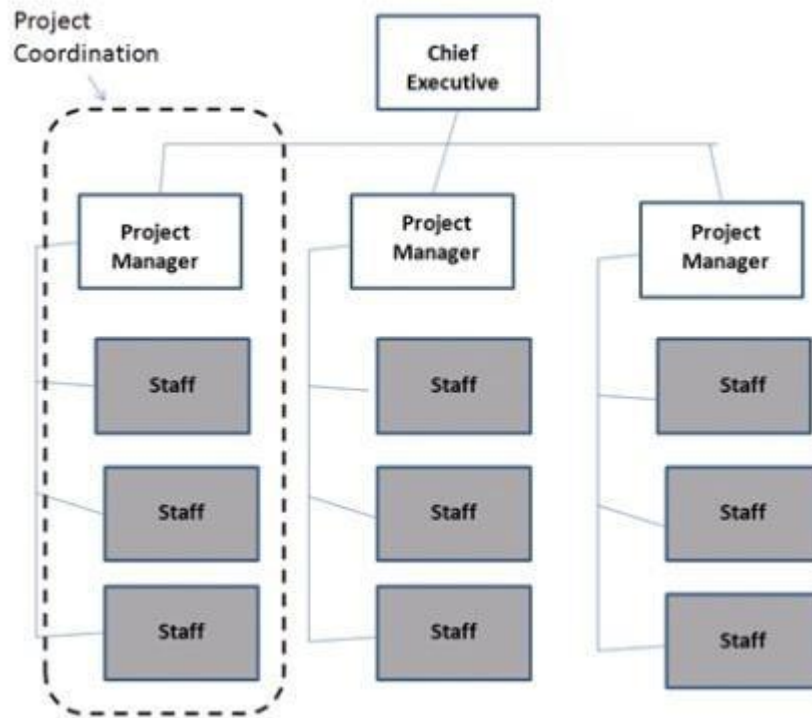 Project
Coordination
Chief
Executive
Project
Manager
Project
Manager
Project
Manager
Staff
Staff
Staff
Staff
Staff
Staff
Staff
Staff
Staff